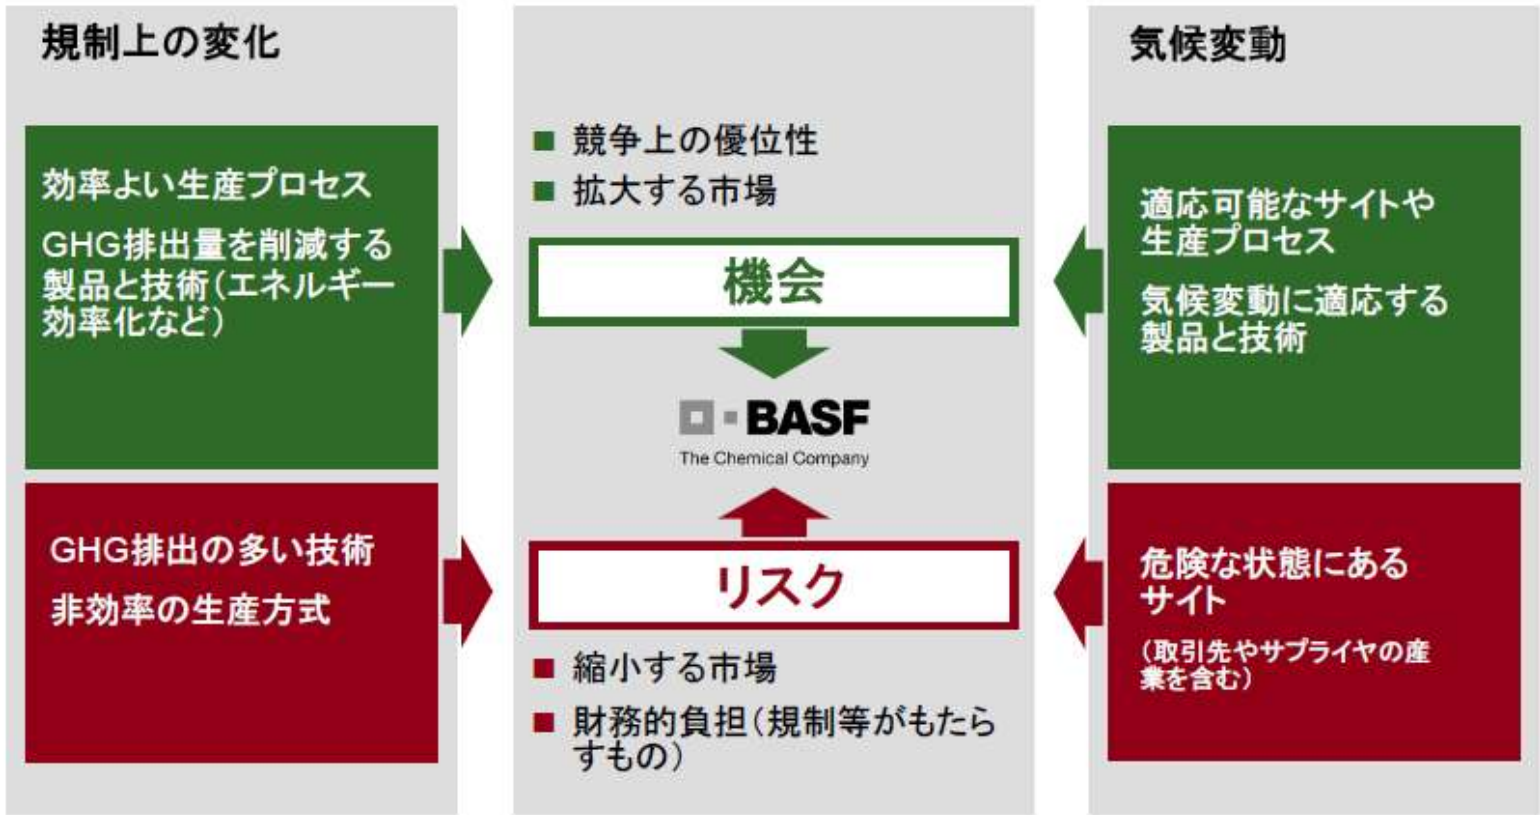 規制上の変化
効率よい生産プロセス
GHG排出量を削減する
製品と技術（エネルギー
効率化など）
GHG排出の多い技術
非効率の生産方式
競争上の優位性
拡大する市場
機会
BASF
The Chemical Company
リスク
縮小する市場
財務的負担（規制等がもたら
すもの）
気候変動
適応可能なサイトや
生産プロセス
気候変動に適応する
製品と技術
危険な状態にある
サイト
（取引先やサプライヤの産
業を含む）